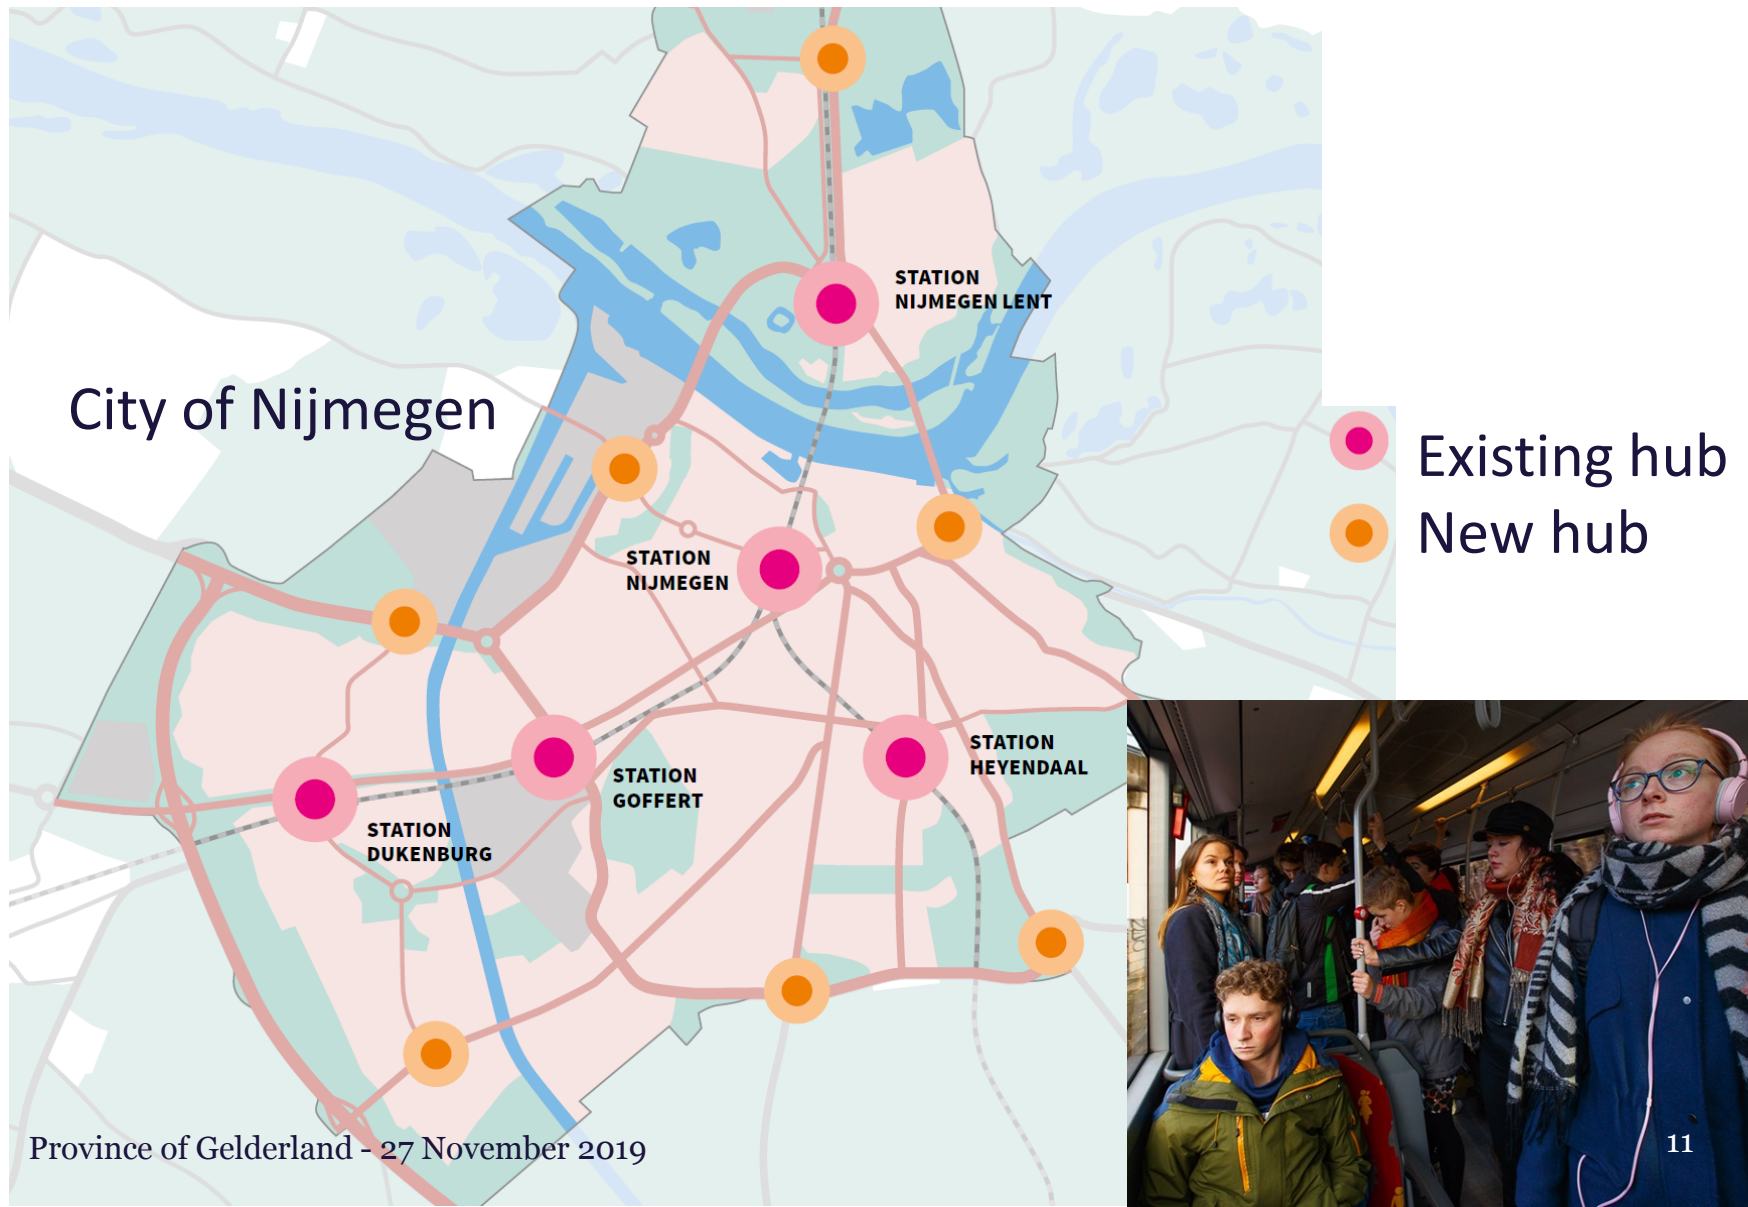 STATION
NIJMEGEN LENT
City of Nijmegen
Existing hub
New hub
STATION
NIJMEGEN
STATION
HEYENDAAL
STATION
GOFFERT
STATION
DUKENBURG
Province of Gelderland - 27 November 2019
11